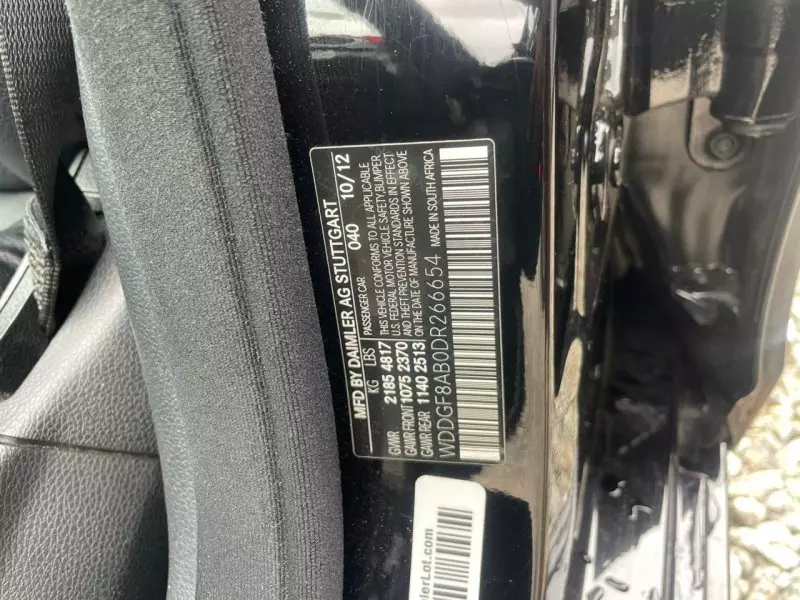 MFD BY DAIMLER AG STUTTGART
040 10/12
KG LBS PASSENGER CAR
GVWR 2185 4817 THIS VEHICLE CONFORMS TO ALL APPLICABLE
GAWR FRONT 1075 2370 U.S. FEDERAL MOTOR VEHICLE SAFETY/BUMPER
GAWR REAR 1140 2513 AND THEFT PREVENTION STANDARDS IN EFFECT
ON THE DATE OF MANUFACTURE SHOWN ABOVE
WDDGF8AB0DR266654 MADE IN SOUTH AFRICA